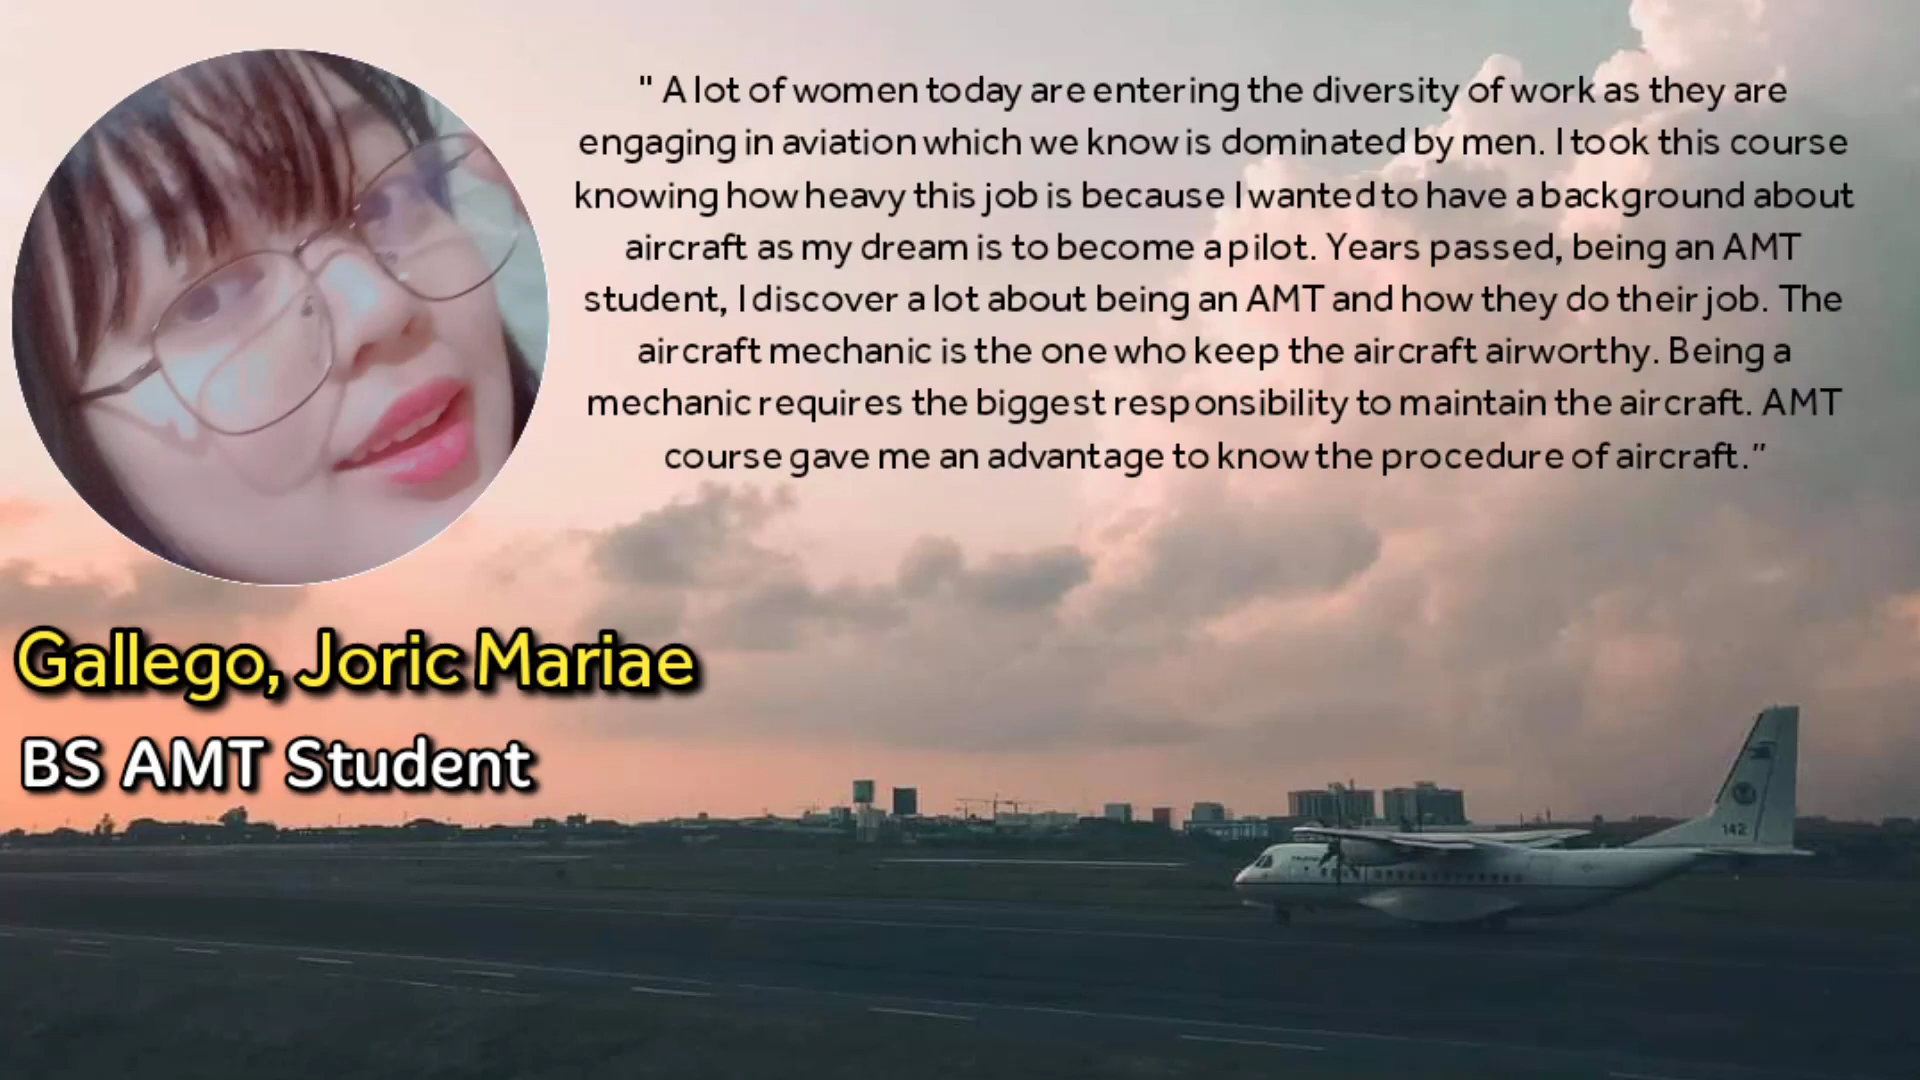 " A lot of women today are entering the diversity of work as they are
engaging in aviation which we know is dominated by men. I took this course
knowing how heavy this job is because I wanted to have a background about
aircraft as my dream is to become a pilot. Years passed, being an AMT
student, I discover a lot about being an AMT and how they do their job. The
aircraft mechanic is the one who keep the aircraft airworthy. Being a
mechanic requires the biggest responsibility to maintain the aircraft. AMT
course gave me an advantage to know the procedure of aircraft.”
Gallego, Joric Mariae
BS AMT Student
142